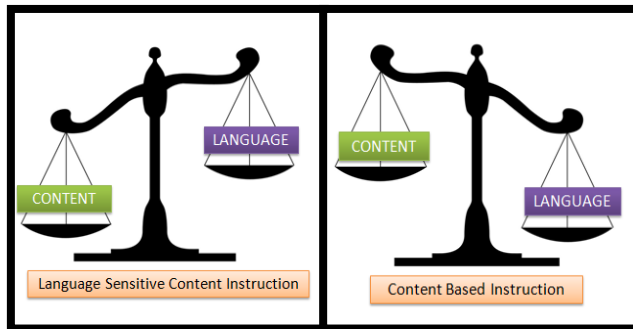 LANGUAGE
CONTENT
Language Sensitive Content Instruction
CONTENT
LANGUAGE
Content Based Instruction